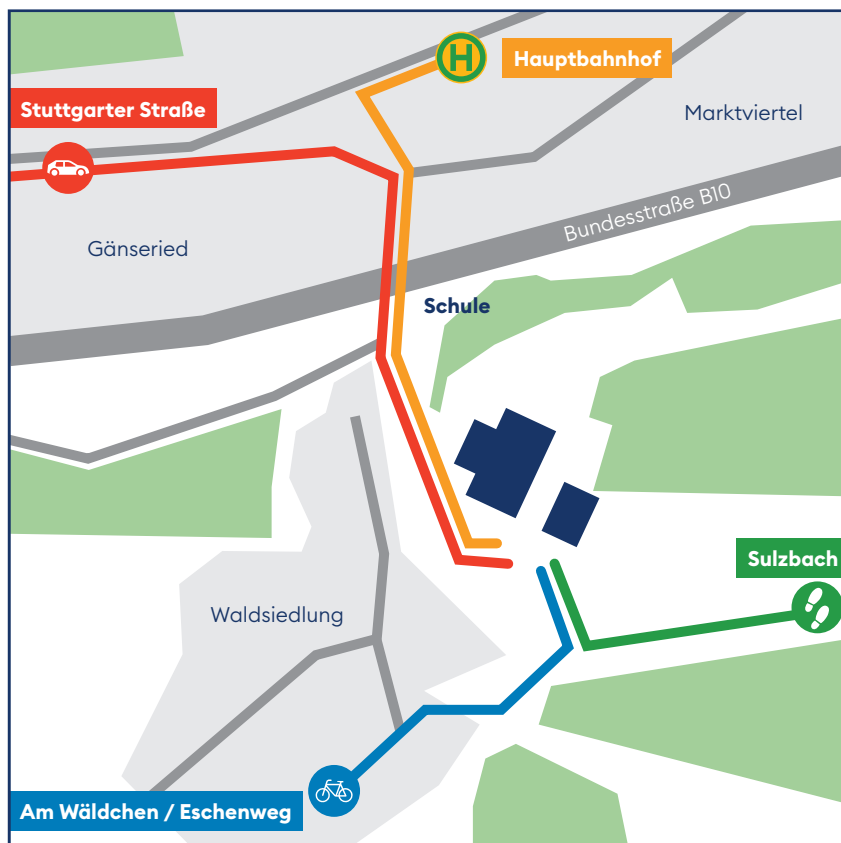 H
Hauptbahnhof
Stuttgarter Straße
Marktviertel
Bundesstraße B10
Gänseried
Schule
Sulzbach
Waldsiedlung
Am Wäldchen / Eschenweg